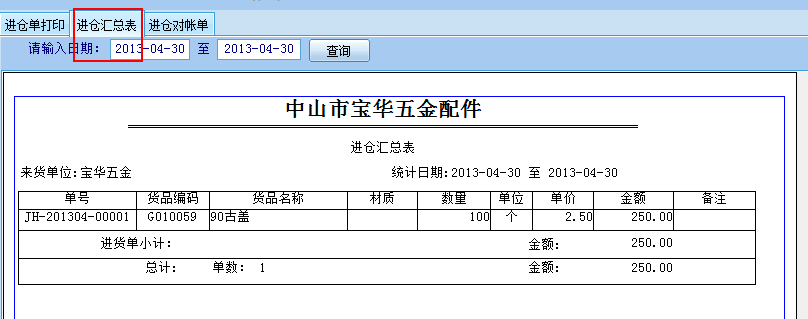 进仓单打印 进仓汇总表 进仓对帐单
请输入日期: 2013-04-30 至 2013-04-30 查询
中山市宝华五金配件
进仓汇总表
来货单位:宝华五金 统计日期:2013-04-30 至 2013-04-30
单号 货品编码 货品名称 材质 数量 单位 单价 金额 备注
JH-201304-00001 G010059 90古盖 100 个 2.50 250.00
进货单小计: 金额: 250.00
总计: 单数: 1 金额: 250.00